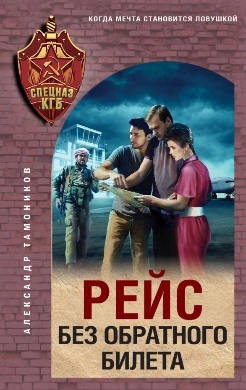 КОГДА МЕЧТА СТАНОВИТСЯ ЛОВУШКОЙ
СПЕЦНАЗ
КГБ
АЛЕКСАНДР ТАМОНИКОВ
РЕЙС
БЕЗ ОБРАТНОГО
БИЛЕТА